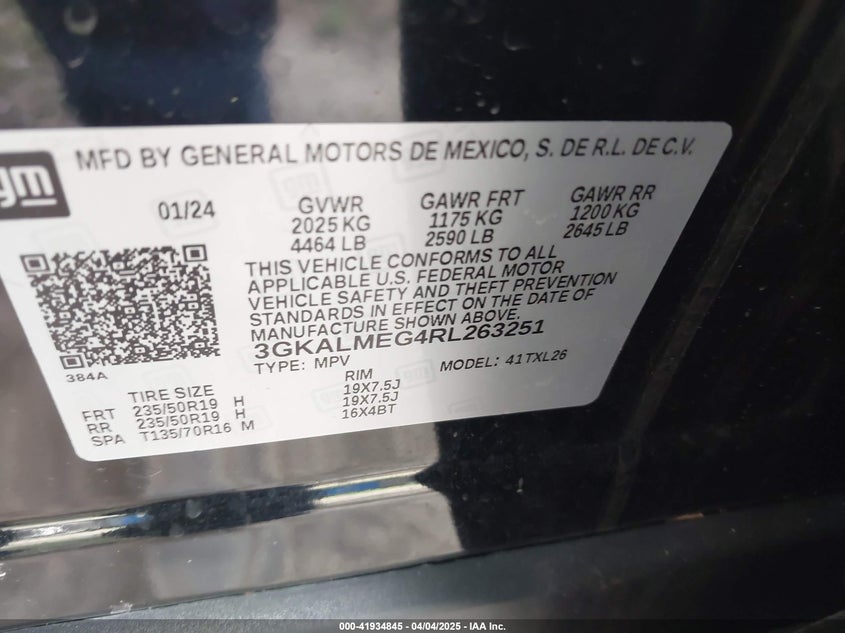 gm
MFD BY GENERAL MOTORS DE MEXICO, S. DE R.L. DE C.V.
01/24
GVWR GAWR FRT GAWR RR
2025 KG 1175 KG 1200 KG
4464 LB 2590 LB 2645 LB
THIS VEHICLE CONFORMS TO ALL
APPLICABLE U.S. FEDERAL MOTOR
VEHICLE SAFETY AND THEFT PREVENTION
STANDARDS IN EFFECT ON THE DATE OF
MANUFACTURE SHOWN ABOVE.
3GKALMEG4RL263251
TYPE: MPV MODEL: 41TXL26
384A
TIRE SIZE RIM
FRT 235/50R19 H 19X7.5J
RR 235/50R19 H 19X7.5J
SPA T135/70R16 M 16X4BT
000-41934845 - 04/04/2025 - IAA Inc.